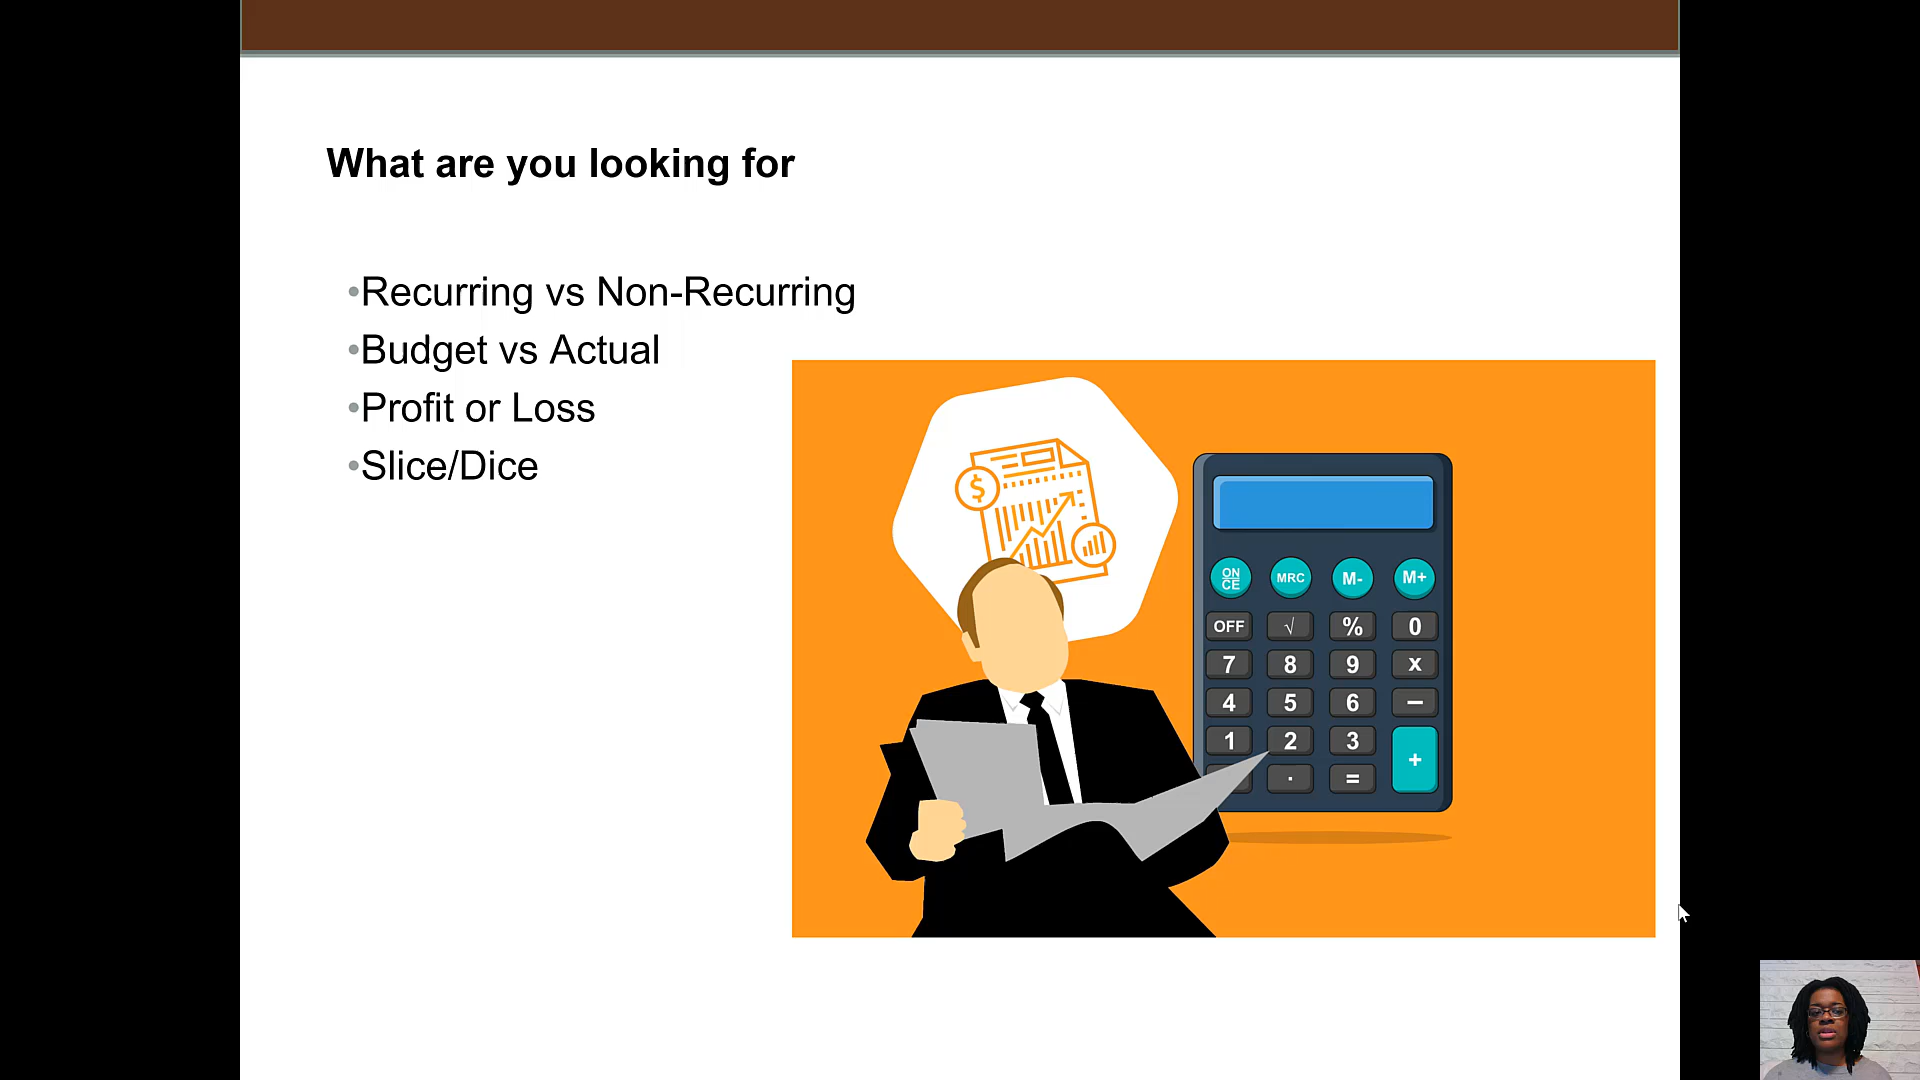 What are you looking for
•Recurring vs Non-Recurring
•Budget vs Actual
•Profit or Loss
•Slice/Dice
$
ON
CE
MRC
M-
M+
OFF
√
%
0
7
8
9
x
4
5
6
−
1
2
3
+
.
=